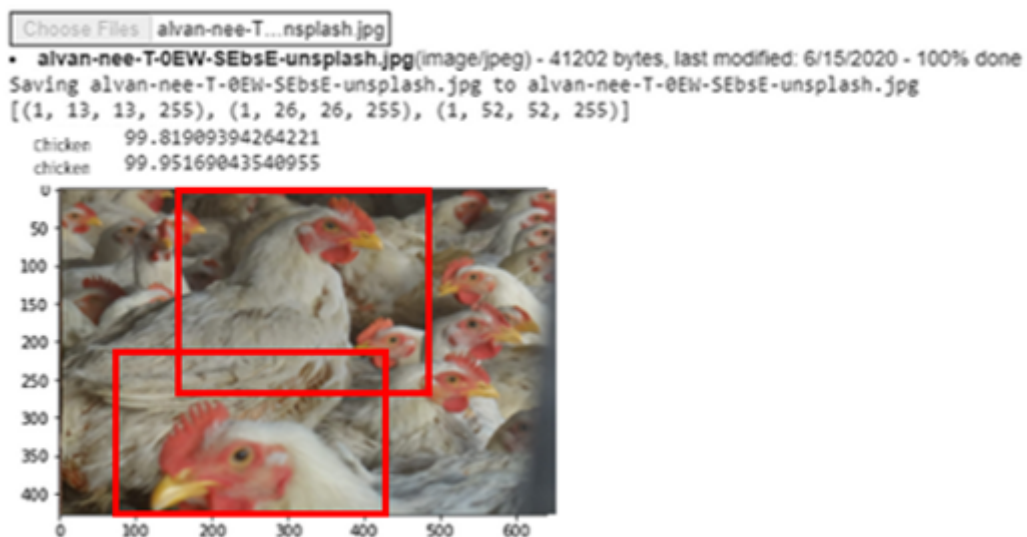 Choose Files alvan-nee-T...nsplash.jpg
• alvan-nee-T-0EW-SEbsE-unsplash.jpg(image/jpeg) - 41202 bytes, last modified: 6/15/2020 - 100% done
Saving alvan-nee-T-0EW-SEbsE-unsplash.jpg to alvan-nee-T-0EW-SEbsE-unsplash.jpg
[(1, 13, 13, 255), (1, 26, 26, 255), (1, 52, 52, 255)]
Chicken 99.81909394264221
chicken 99.95169043540955
0
50
100
150
200
250
300
350
400
0 100 200 300 400 500 600